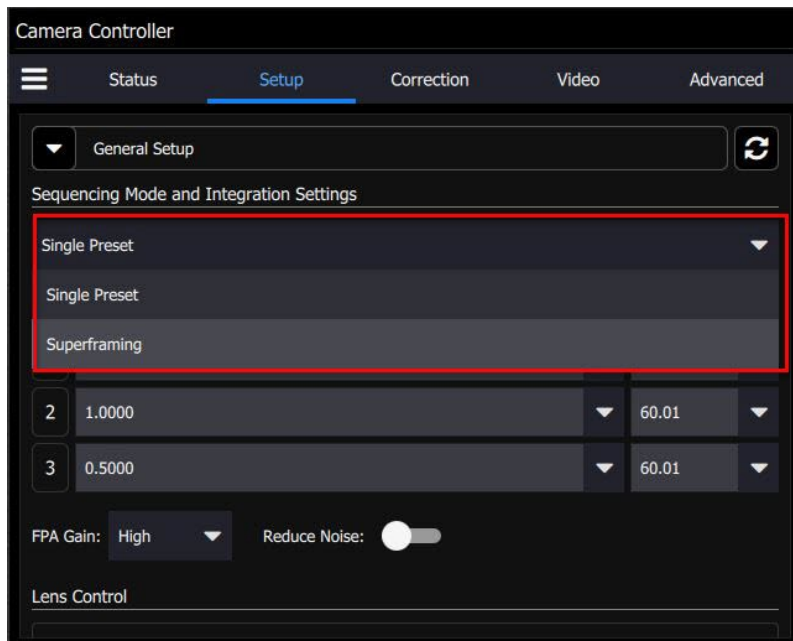 Camera Controller
Status Setup Correction Video Advanced
General Setup
Sequencing Mode and Integration Settings
Single Preset
Single Preset
Superframing
2 1.0000 60.01
3 0.5000 60.01
FPA Gain: High Reduce Noise:
Lens Control